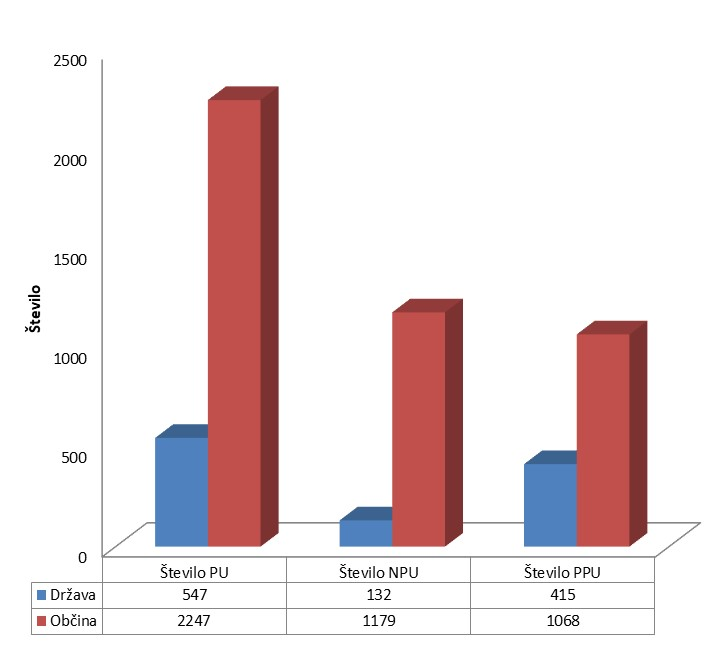 2500
2000
1500
1000
500
0
Število
Število PU Število NPU Število PPU
Država 547 132 415
Občina 2247 1179 1068